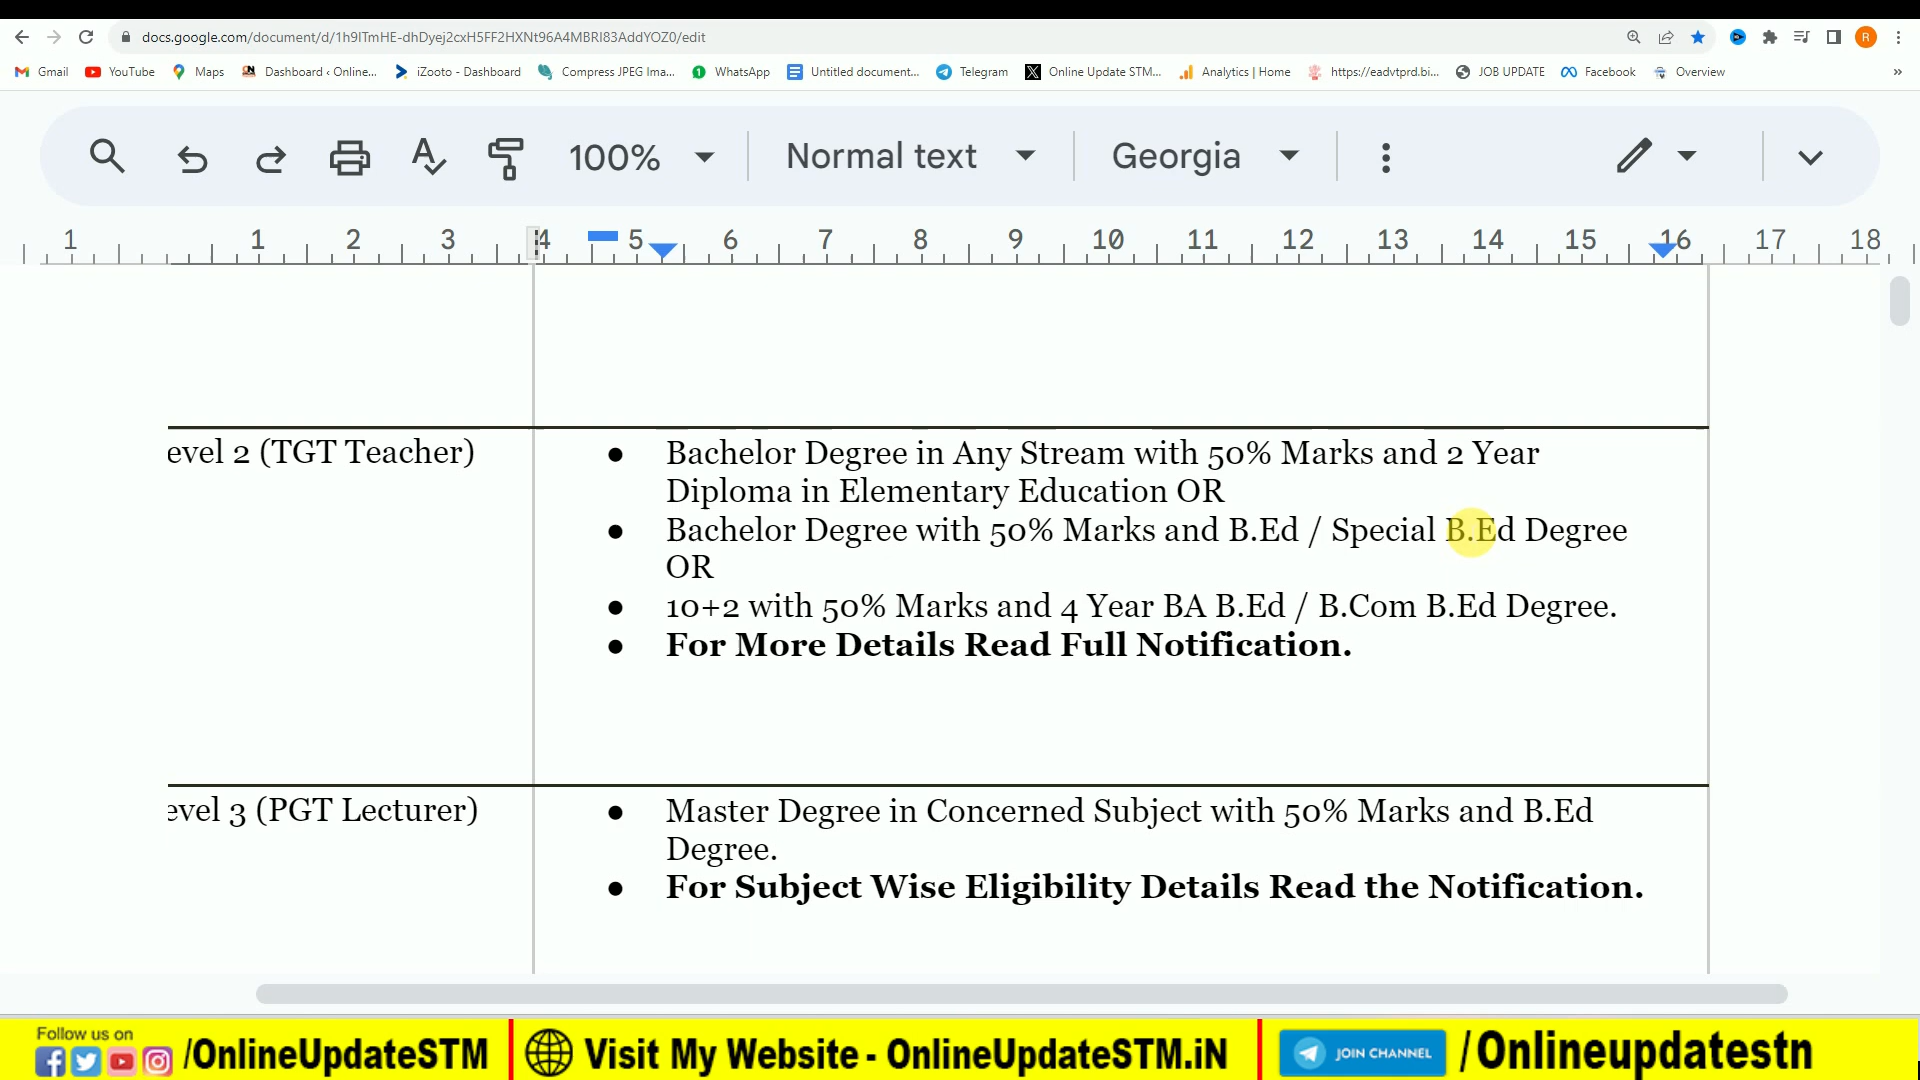 docs.google.com/document/d/1h9ITmHE-dhDyej2cxH5FF2HXNt96A4MBRI83AddYOZ0/edit
R
Gmail YouTube Maps Dashboard ‹ Online... iZooto - Dashboard Compress JPEG Ima... WhatsApp Untitled document... Telegram Online Update STM... Analytics | Home https://eadvtprd.bi... JOB UPDATE Facebook Overview »
100% Normal text Georgia
1 1 2 3 4 5 6 7 8 9 10 11 12 13 14 15 16 17 18
evel 2 (TGT Teacher)
● Bachelor Degree in Any Stream with 50% Marks and 2 Year
Diploma in Elementary Education OR
● Bachelor Degree with 50% Marks and B.Ed / Special B.Ed Degree
OR
● 10+2 with 50% Marks and 4 Year BA B.Ed / B.Com B.Ed Degree.
● For More Details Read Full Notification.
evel 3 (PGT Lecturer)
● Master Degree in Concerned Subject with 50% Marks and B.Ed
Degree.
● For Subject Wise Eligibility Details Read the Notification.
Follow us on
/OnlineUpdateSTM
Visit My Website - OnlineUpdateSTM.iN
JOIN CHANNEL
/Onlineupdatestn